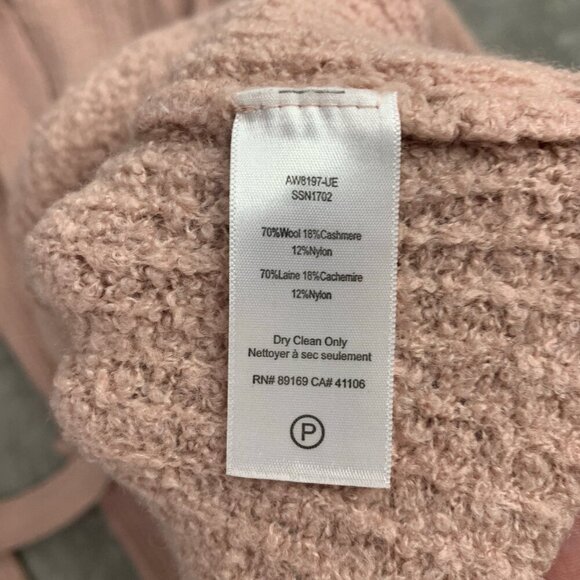 AW8197-UE
SSN1702
70%Wool 18%Cashmere
12%Nylon
70%Laine 18%Cachemire
12%Nylon
Dry Clean Only
Nettoyer à sec seulement
RN# 89169 CA# 41106
P